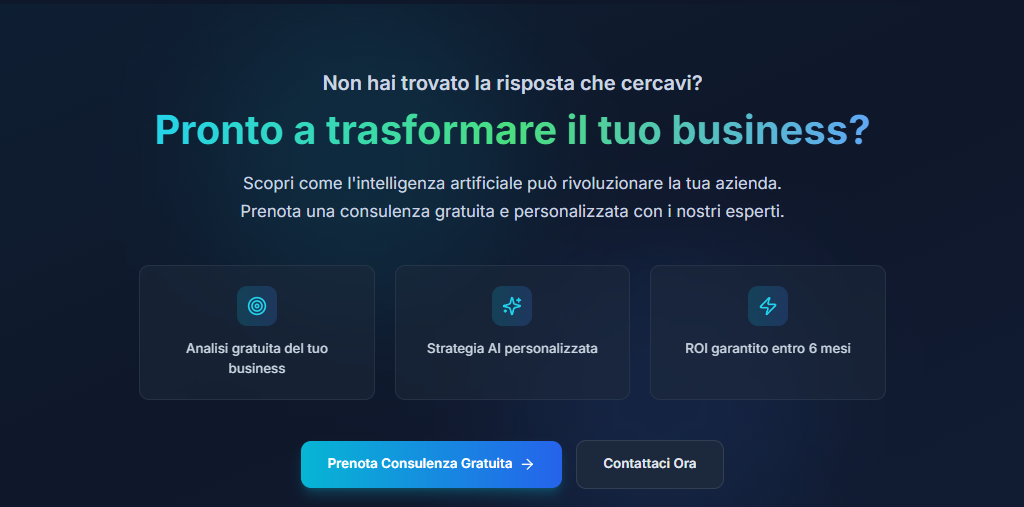 Non hai trovato la risposta che cercavi?
Pronto a trasformare il tuo business?
Scopri come l'intelligenza artificiale può rivoluzionare la tua azienda.
Prenota una consulenza gratuita e personalizzata con i nostri esperti.
Analisi gratuita del tuo
business
Strategia AI personalizzata
ROI garantito entro 6 mesi
Prenota Consulenza Gratuita
Contattaci Ora